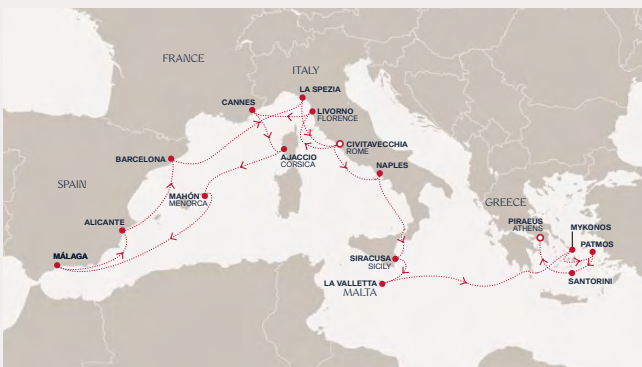 FRANCE
ITALY
LA SPEZIA
CANNES
LIVORNO
FLORENCE
CIVITAVECCHIA
ROME
BARCELONA
AJACCIO
CORSICA
NAPLES
SPAIN
MAHÓN
MENORCA
GREECE
ALICANTE
PIRAEUS
ATHENS
MYKONOS
PATMOS
MÁLAGA
SIRACUSA
SICILY
SANTORINI
LA VALLETTA
MALTA